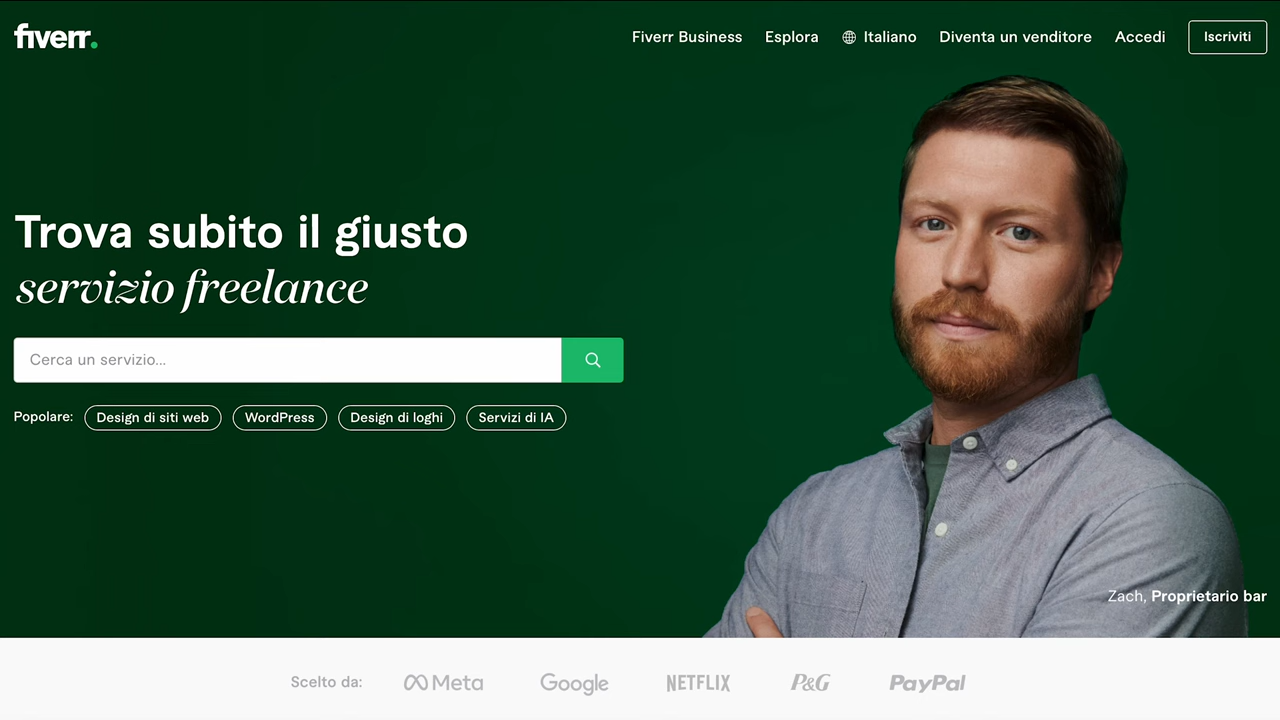 fiverr.
Fiverr Business Esplora Italiano Diventa un venditore Accedi Iscriviti
Trova subito il giusto
servizio freelance
Cerca un servizio...
Popolare: Design di siti web WordPress Design di loghi Servizi di IA
Zach, Proprietario bar
Scelto da: Meta Google NETFLIX P&G PayPal